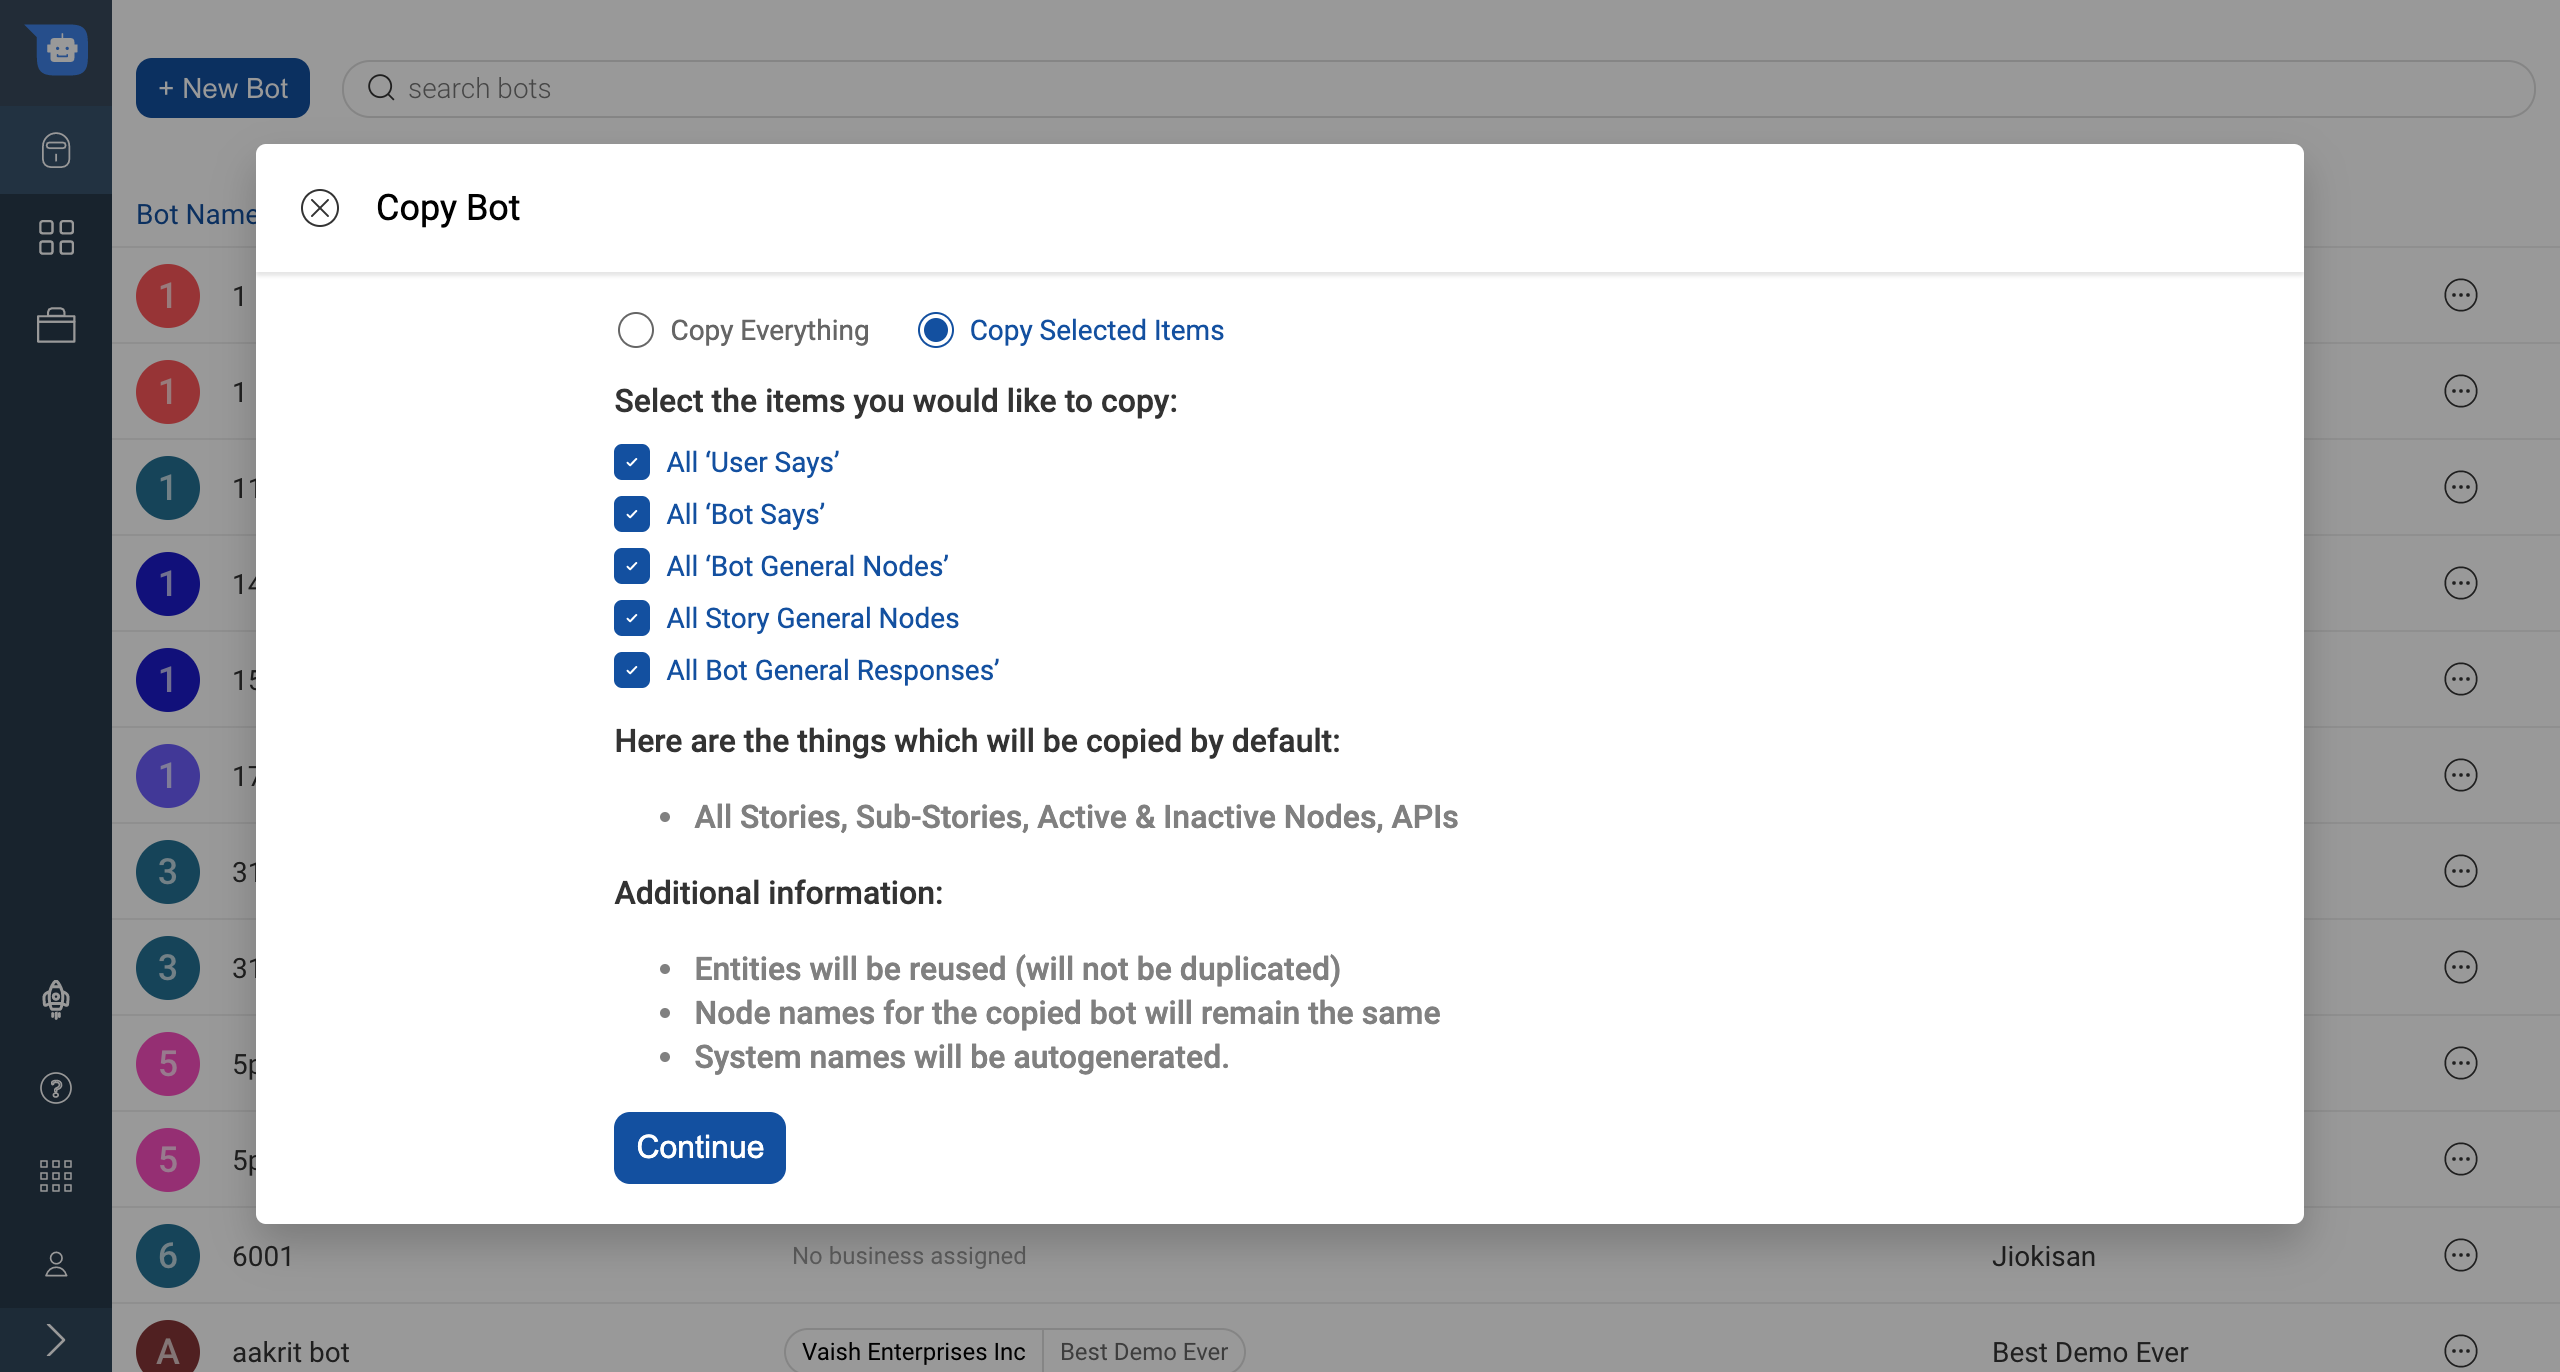 + New Bot
search bots
Bot Name
Copy Bot
Copy Everything
Copy Selected Items
Select the items you would like to copy:
All ‘User Says’
All ‘Bot Says’
All ‘Bot General Nodes’
All Story General Nodes
All Bot General Responses’
Here are the things which will be copied by default:
• All Stories, Sub-Stories, Active & Inactive Nodes, APIs
Additional information:
• Entities will be reused (will not be duplicated)
• Node names for the copied bot will remain the same
• System names will be autogenerated.
Continue
1 1
1 1
1 11
1 14
1 15
1 17
3 31
3 31
5 5p
5 5p
6 6001 No business assigned Jiokisan
A aakrit bot Vaish Enterprises Inc Best Demo Ever Best Demo Ever